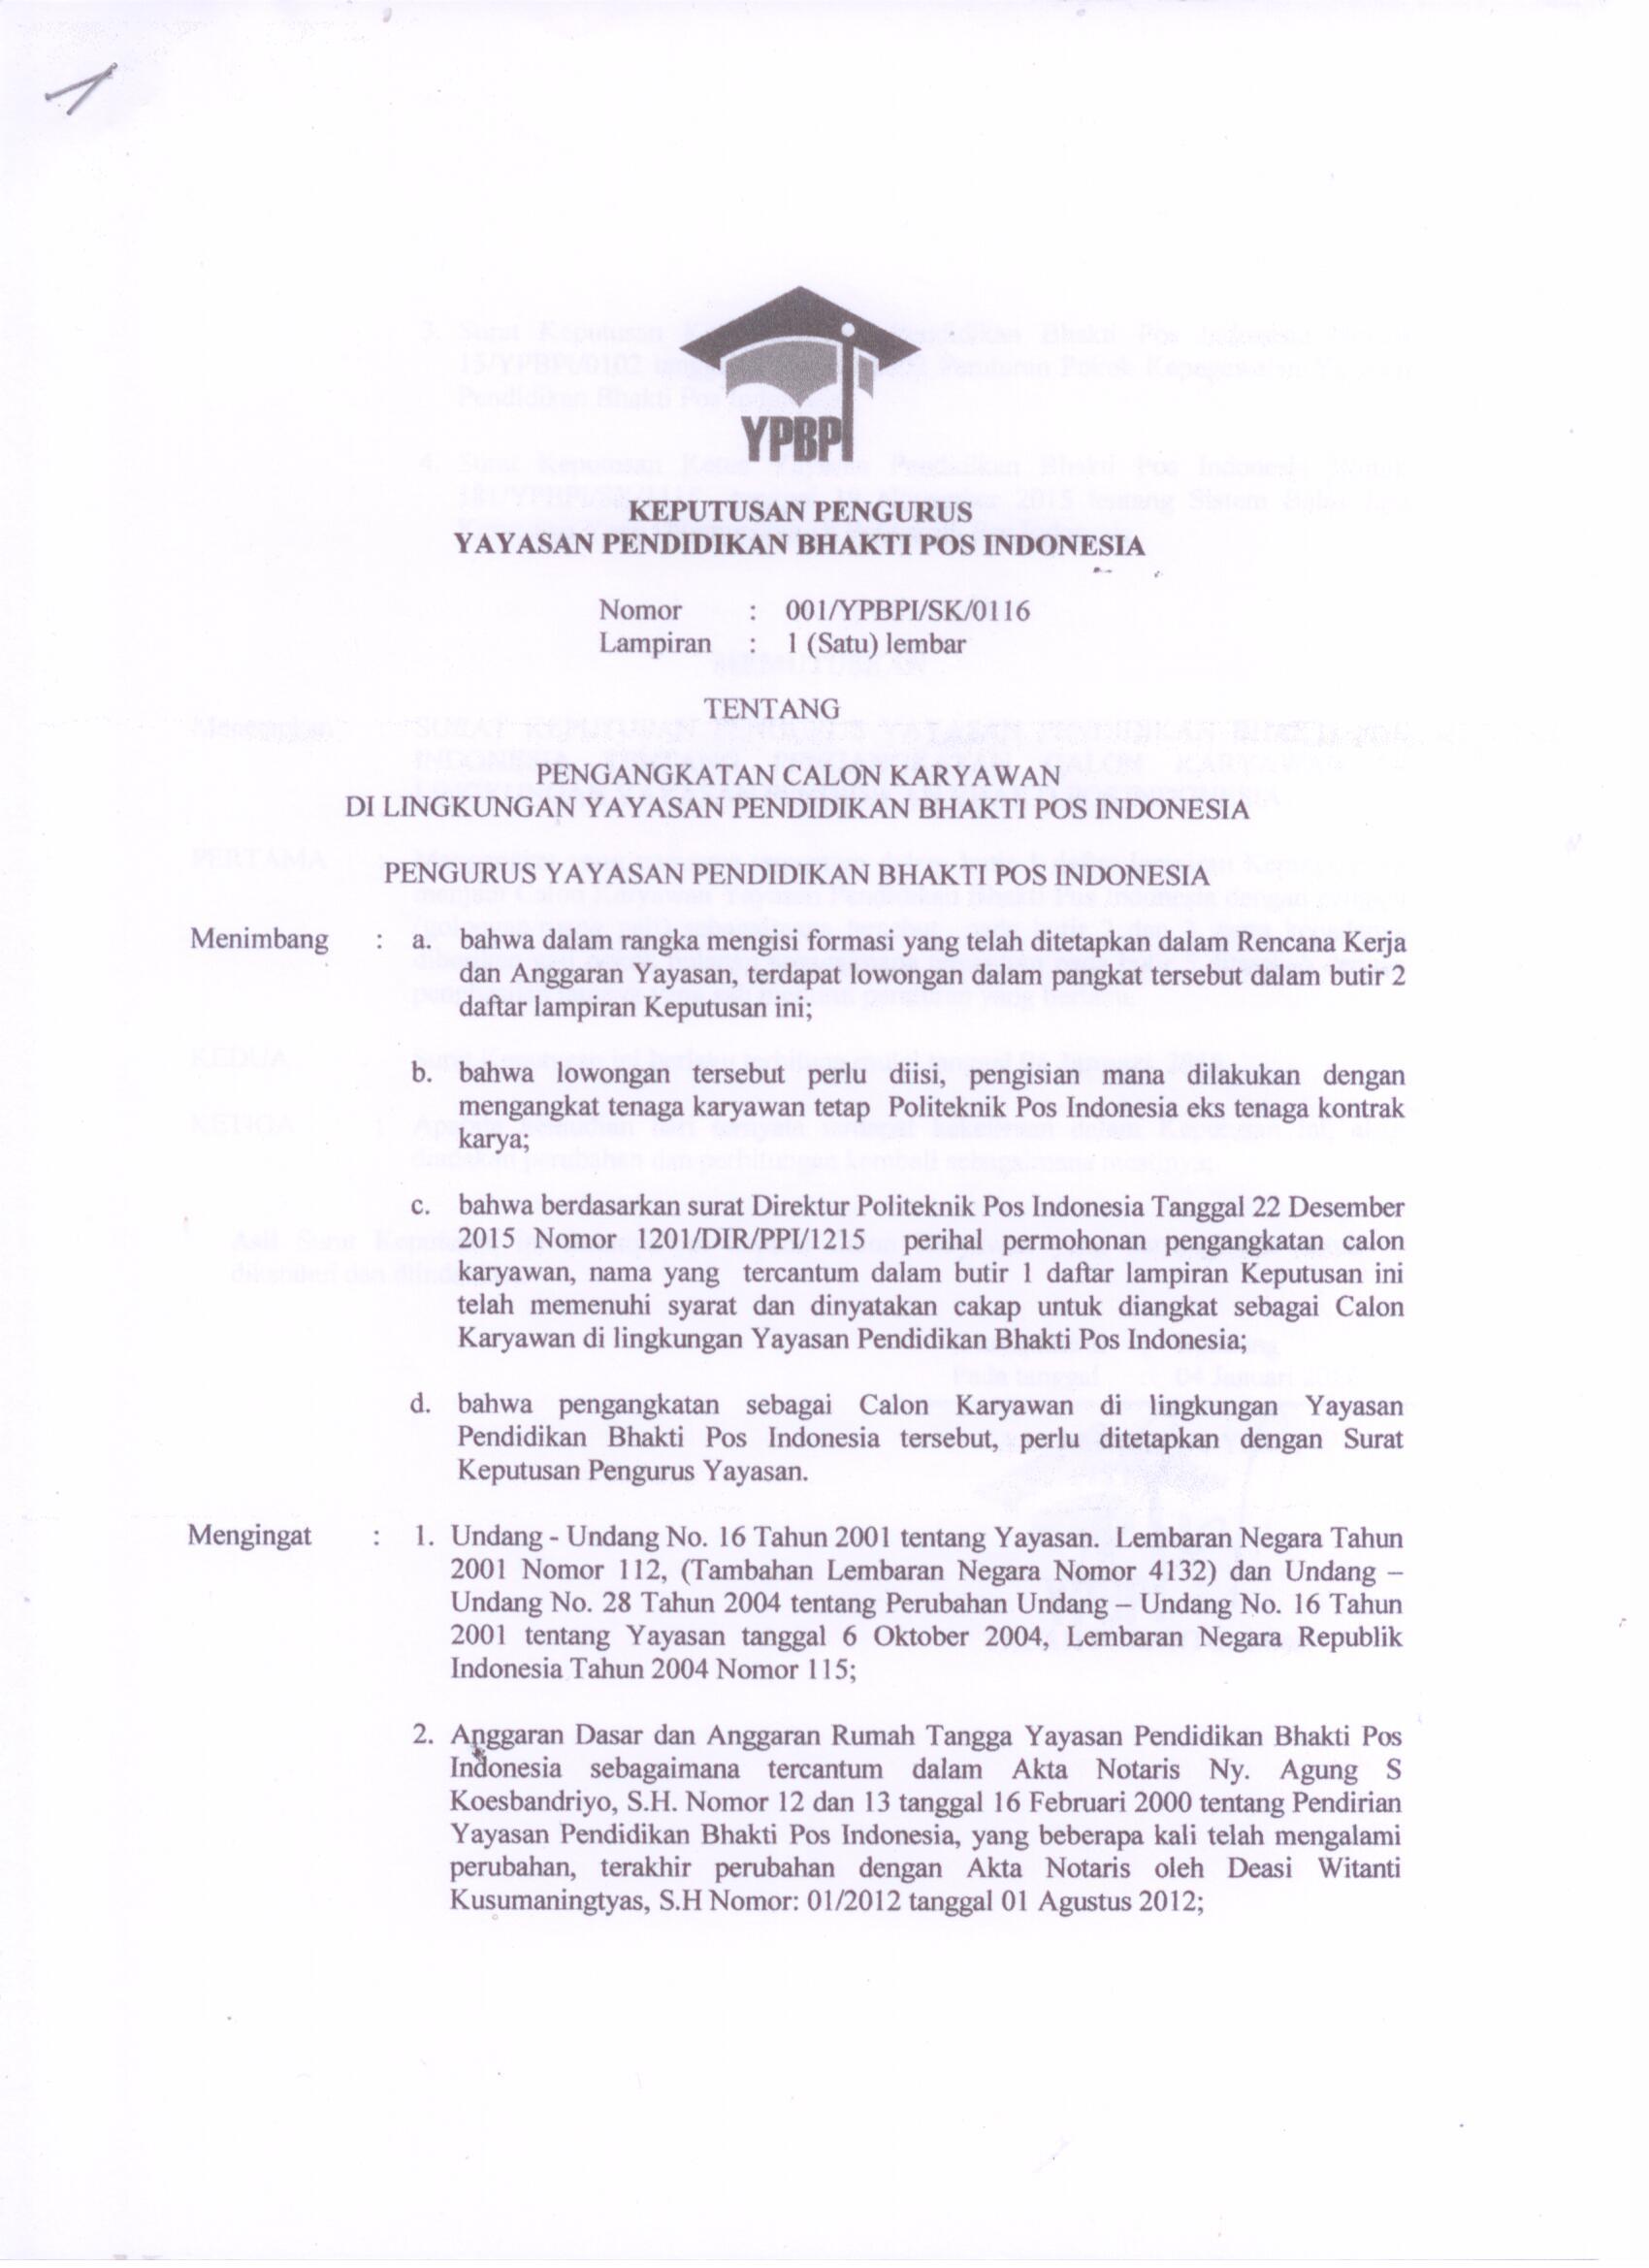 YPBPI
KEPUTUSAN PENGURUS
YAYASAN PENDIDIKAN BHAKTI POS INDONESIA
Nomor : 001/YPBPI/SK/0116
Lampiran : 1 (Satu) lembar
TENTANG
PENGANGKATAN CALON KARYAWAN
DI LINGKUNGAN YAYASAN PENDIDIKAN BHAKTI POS INDONESIA
PENGURUS YAYASAN PENDIDIKAN BHAKTI POS INDONESIA
Menimbang : a. bahwa dalam rangka mengisi formasi yang telah ditetapkan dalam Rencana Kerja
dan Anggaran Yayasan, terdapat lowongan dalam pangkat tersebut dalam butir 2
daftar lampiran Keputusan ini;
b. bahwa lowongan tersebut perlu diisi, pengisian mana dilakukan dengan
mengangkat tenaga karyawan tetap Politeknik Pos Indonesia eks tenaga kontrak
karya;
c. bahwa berdasarkan surat Direktur Politeknik Pos Indonesia Tanggal 22 Desember
2015 Nomor 1201/DIR/PPI/1215 perihal permohonan pengangkatan calon
karyawan, nama yang tercantum dalam butir 1 daftar lampiran Keputusan ini
telah memenuhi syarat dan dinyatakan cakap untuk diangkat sebagai Calon
Karyawan di lingkungan Yayasan Pendidikan Bhakti Pos Indonesia;
d. bahwa pengangkatan sebagai Calon Karyawan di lingkungan Yayasan
Pendidikan Bhakti Pos Indonesia tersebut, perlu ditetapkan dengan Surat
Keputusan Pengurus Yayasan.
Mengingat : 1. Undang - Undang No. 16 Tahun 2001 tentang Yayasan. Lembaran Negara Tahun
2001 Nomor 112, (Tambahan Lembaran Negara Nomor 4132) dan Undang –
Undang No. 28 Tahun 2004 tentang Perubahan Undang – Undang No. 16 Tahun
2001 tentang Yayasan tanggal 6 Oktober 2004, Lembaran Negara Republik
Indonesia Tahun 2004 Nomor 115;
2. Anggaran Dasar dan Anggaran Rumah Tangga Yayasan Pendidikan Bhakti Pos
Indonesia sebagaimana tercantum dalam Akta Notaris Ny. Agung S
Koesbandriyo, S.H. Nomor 12 dan 13 tanggal 16 Februari 2000 tentang Pendirian
Yayasan Pendidikan Bhakti Pos Indonesia, yang beberapa kali telah mengalami
perubahan, terakhir perubahan dengan Akta Notaris oleh Deasi Witanti
Kusumaningtyas, S.H Nomor: 01/2012 tanggal 01 Agustus 2012;